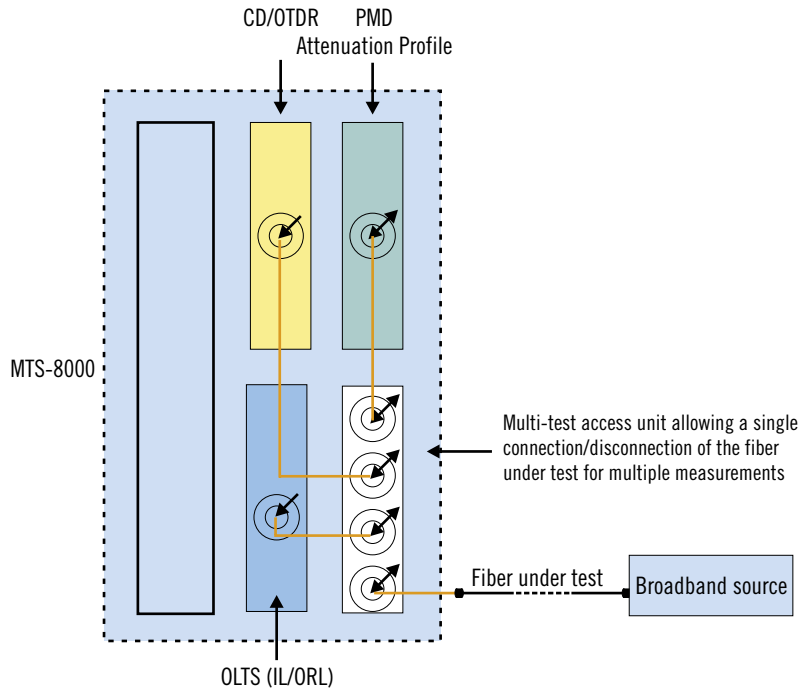 CD/OTDR
PMD
Attenuation Profile
MTS-8000
Multi-test access unit allowing a single
connection/disconnection of the fiber
under test for multiple measurements
Fiber under test
Broadband source
OLTS (IL/ORL)